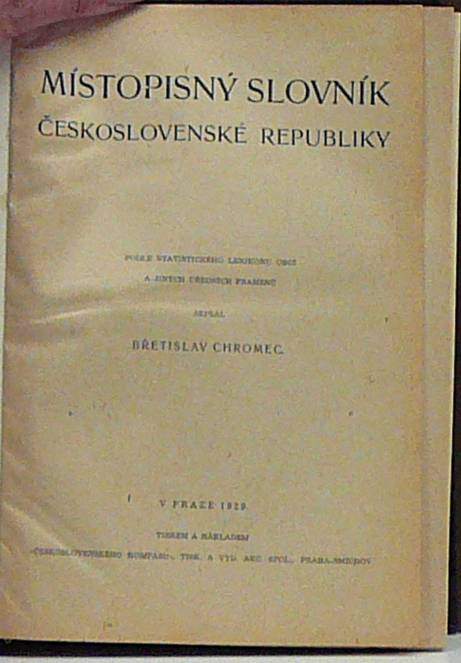 MÍSTOPISNÝ SLOVNÍK
ČESKOSLOVENSKÉ REPUBLIKY
PODLE STATISTICKÉHO LEXIKONU OBCÍ
A JINÝCH ÚŘEDNÍCH PRAMENŮ
SEPSAL
BŘETISLAV CHROMEC.
V PRAZE 1929.
TISKEM A NÁKLADEM
»ČESKOSLOVENSKÉHO KOMPASU«, TISK. A VYD. AKC. SPOL., PRAHA-SMÍCHOV